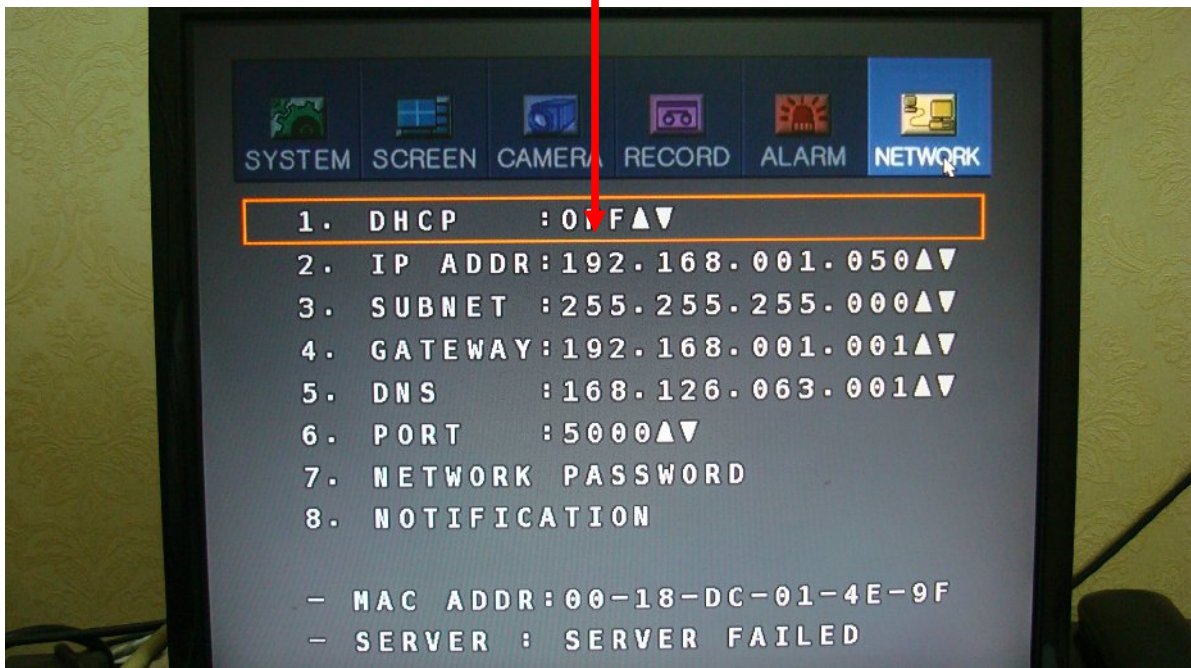 SYSTEM SCREEN CAMERA RECORD ALARM NETWORK
1. DHCP :OFF▲▼
2. IP ADDR:192.168.001.050▲▼
3. SUBNET :255.255.255.000▲▼
4. GATEWAY:192.168.001.001▲▼
5. DNS :168.126.063.001▲▼
6. PORT :5000▲▼
7. NETWORK PASSWORD
8. NOTIFICATION
— MAC ADDR:00-18-DC-01-4E-9F
— SERVER : SERVER FAILED